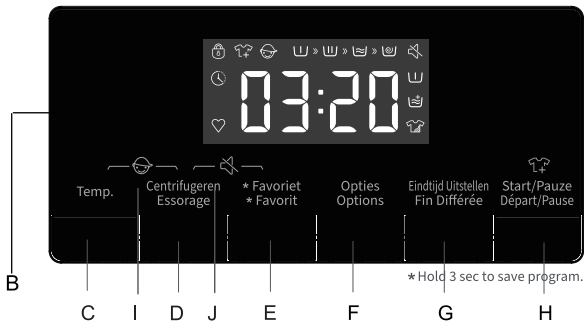 03:20
Temp.
Centrifugeren
Essorage
* Favoriet
* Favorit
Opties
Options
Eindtijd Uitstellen
Fin Différée
Start/Pauze
Départ/Pause
* Hold 3 sec to save program.
B
C I D J E F G H